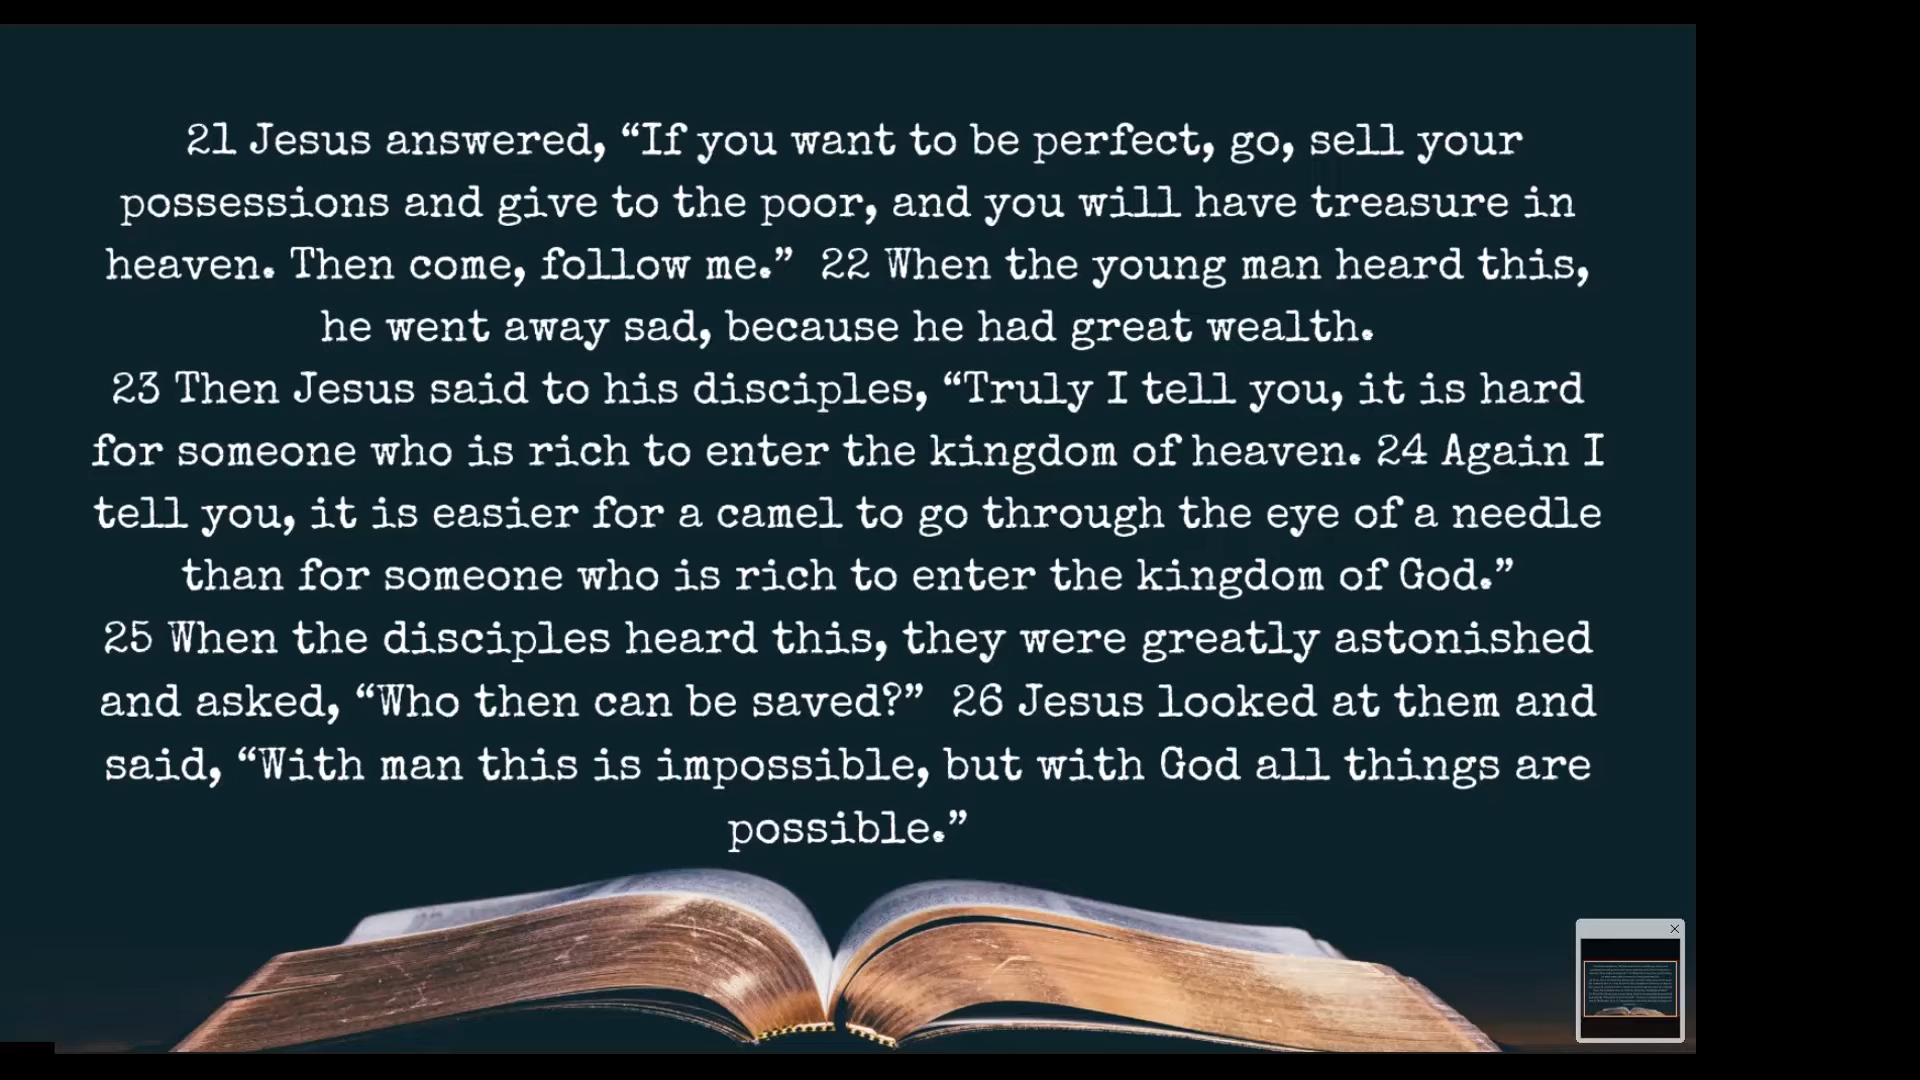 21 Jesus answered, “If you want to be perfect, go, sell your
possessions and give to the poor, and you will have treasure in
heaven. Then come, follow me.”  22 When the young man heard this,
he went away sad, because he had great wealth.
23 Then Jesus said to his disciples, “Truly I tell you, it is hard
for someone who is rich to enter the kingdom of heaven. 24 Again I
tell you, it is easier for a camel to go through the eye of a needle
than for someone who is rich to enter the kingdom of God.”
25 When the disciples heard this, they were greatly astonished
and asked, “Who then can be saved?”  26 Jesus looked at them and
said, “With man this is impossible, but with God all things are
possible.”